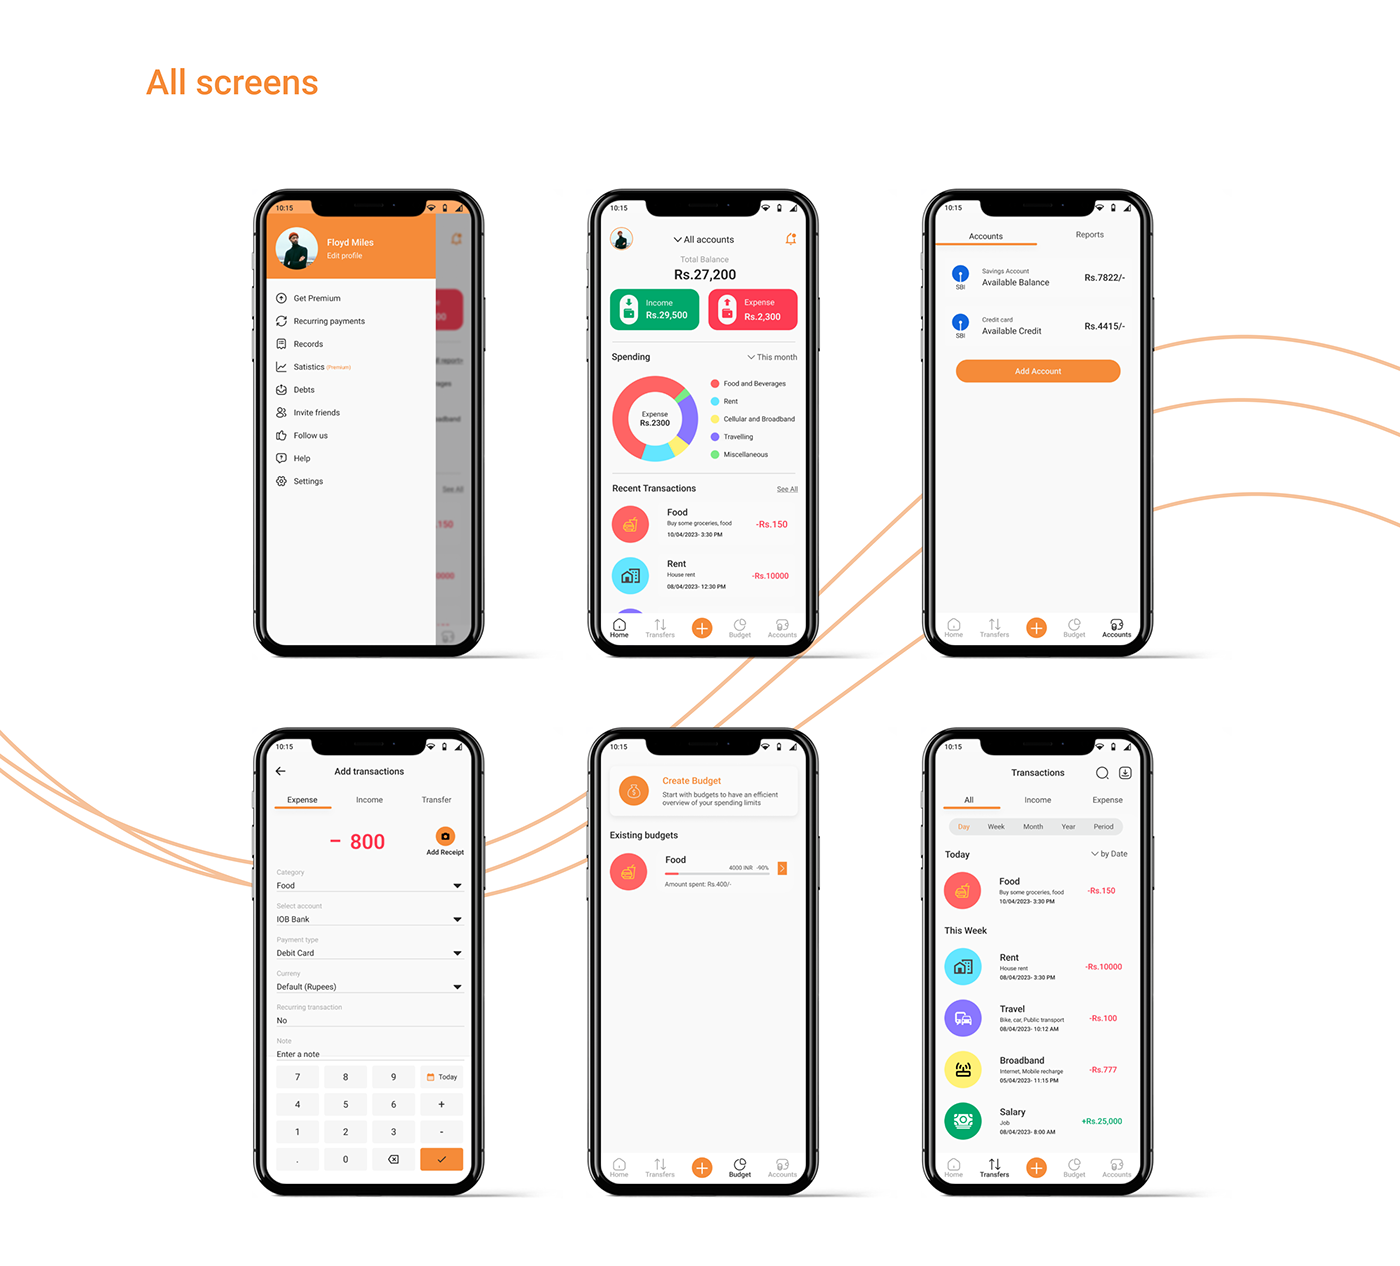 All screens
10:15
Floyd Miles
Edit profile
Get Premium
Recurring payments
Records
Satistics (Premium)
Debts
Invite friends
Follow us
Help
Settings
See All
10:15
All accounts
Total Balance
Rs.27,200
Income
Rs.29,500
Expense
Rs.2,300
Spending
This month
Expense
Rs.2300
Food and Beverages
Rent
Cellular and Broadband
Travelling
Miscellaneous
Recent Transactions
See All
Food
Buy some groceries, food
10/04/2023- 3:30 PM
-Rs.150
Rent
House rent
08/04/2023- 12:30 PM
-Rs.10000
Home
Transfers
Budget
Accounts
10:15
Accounts
Reports
SBI
Savings Account
Available Balance
Rs.7822/-
SBI
Credit card
Available Credit
Rs.4415/-
Add Account
Home
Transfers
Budget
Accounts
10:15
Add transactions
Expense
Income
Transfer
- 800
Add Receipt
Category
Food
Select account
IOB Bank
Payment type
Debit Card
Curreny
Default (Rupees)
Recurring transaction
No
Note
Enter a note
7 8 9 Today
4 5 6 +
1 2 3 -
. 0
10:15
Create Budget
Start with budgets to have an efficient
overview of your spending limits
Existing budgets
Food
4000 INR -90%
Amount spent: Rs.400/-
Home
Transfers
Budget
Accounts
10:15
Transactions
All
Income
Expense
Day
Week
Month
Year
Period
Today
by Date
Food
Buy some groceries, food
10/04/2023- 3:30 PM
-Rs.150
This Week
Rent
House rent
08/04/2023- 3:30 PM
-Rs.10000
Travel
Bike, car, Public transport
08/04/2023- 10:12 AM
-Rs.100
Broadband
Internet, Mobile recharge
05/04/2023- 11:15 PM
-Rs.777
Salary
Job
08/04/2023- 8:00 AM
+Rs.25,000
Home
Transfers
Budget
Accounts